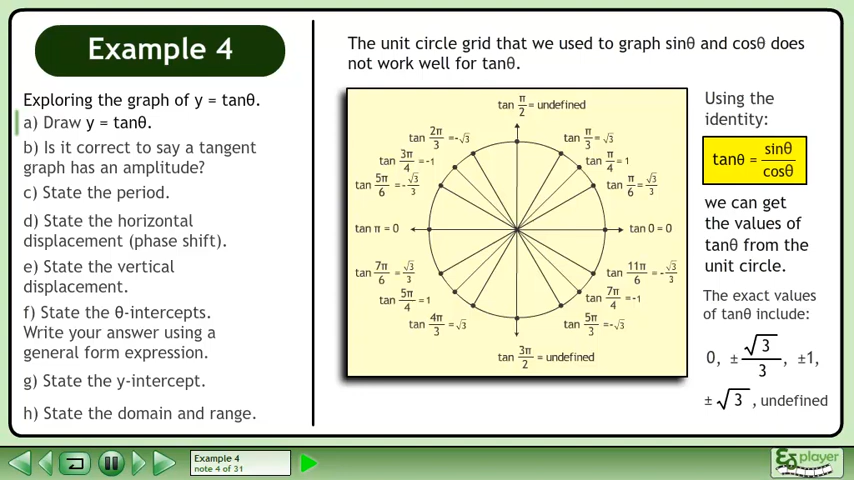 Example 4
Exploring the graph of y = tanθ.
a) Draw y = tanθ.
b) Is it correct to say a tangent
graph has an amplitude?
c) State the period.
d) State the horizontal
displacement (phase shift).
e) State the vertical
displacement.
f) State the θ-intercepts.
Write your answer using a
general form expression.
g) State the y-intercept.
h) State the domain and range.
The unit circle grid that we used to graph sinθ and cosθ does
not work well for tanθ.
tan π/2 = undefined
tan 2π/3 = -√3
tan π/3 = √3
tan 3π/4 = -1
tan π/4 = 1
tan 5π/6 = -√3/3
tan π/6 = √3/3
tan π = 0
tan 0 = 0
tan 7π/6 = √3/3
tan 11π/6 = -√3/3
tan 5π/4 = 1
tan 7π/4 = -1
tan 4π/3 = √3
tan 5π/3 = -√3
tan 3π/2 = undefined
Using the
identity:
tanθ = sinθ/cosθ
we can get
the values of
tanθ from the
unit circle.
The exact values
of tanθ include:
0, ± √3/3, ±1,
± √3, undefined
Example 4
note 4 of 31
Ez player